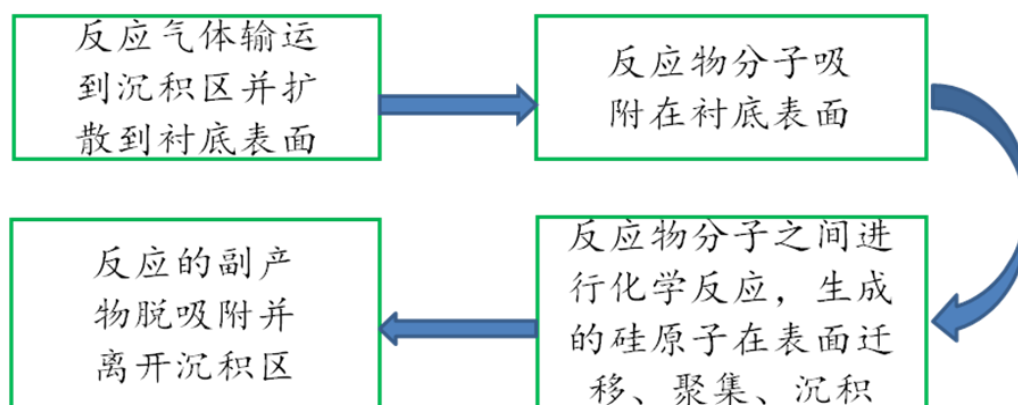 反应气体输运
到沉积区并扩
散到衬底表面
反应物分子吸
附在衬底表面
反应物分子之间进
行化学反应，生成
的硅原子在表面迁
移、聚集、沉积
反应的副产
物脱吸附并
离开沉积区